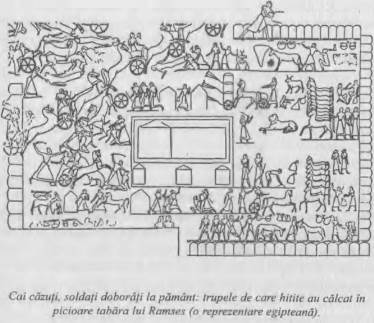 Cai căzuți, soldați doborâți la pământ: trupele de care hitite au călcat în
picioare tabăra lui Ramses (o reprezentare egipteană).